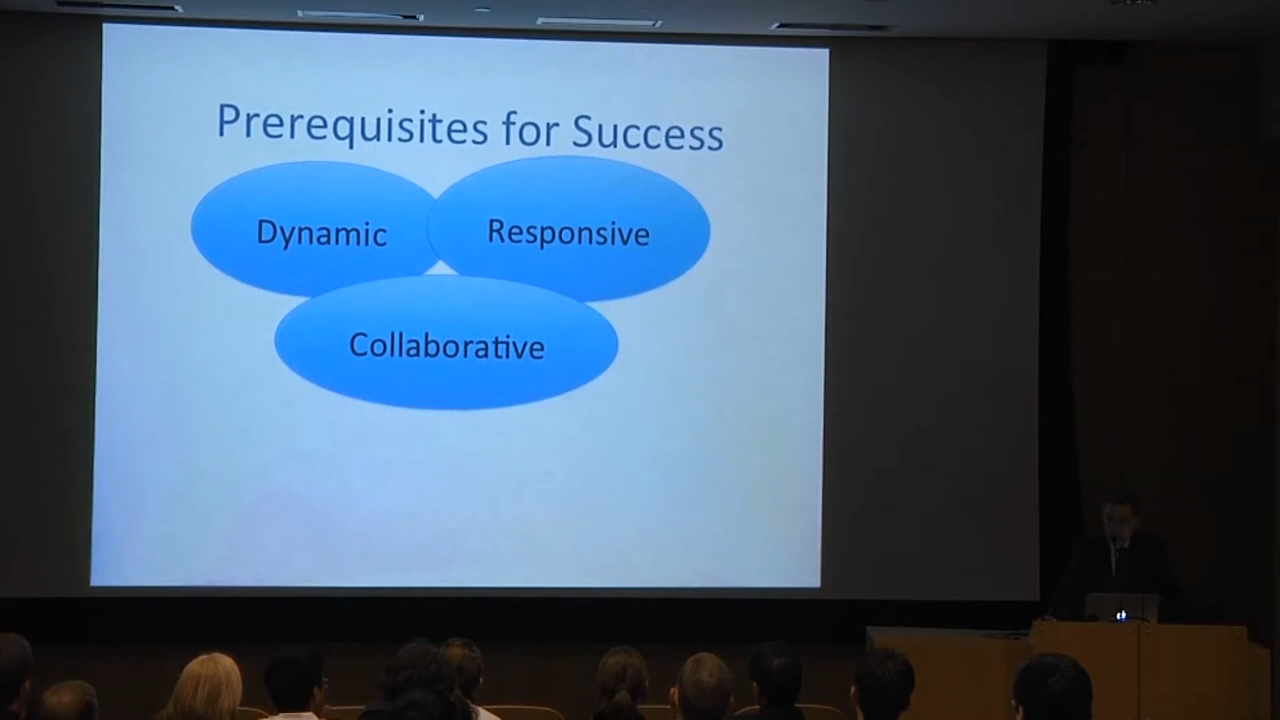 Prerequisites for Success
Dynamic
Responsive
Collaborative